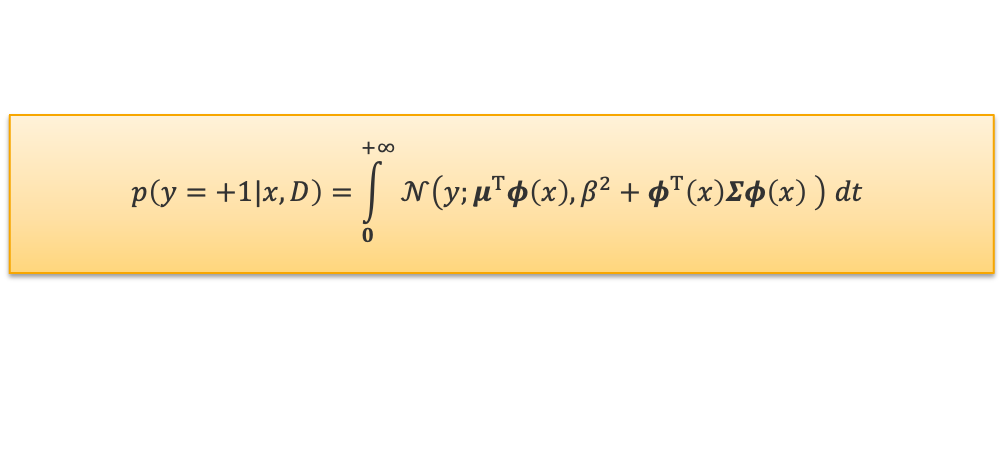 p(y = +1|x, D) = ∫₀^{+∞} 𝒩(y; 𝝁ᵀ𝝓(x), β² + 𝝓ᵀ(x)𝜮𝝓(x) ) dt